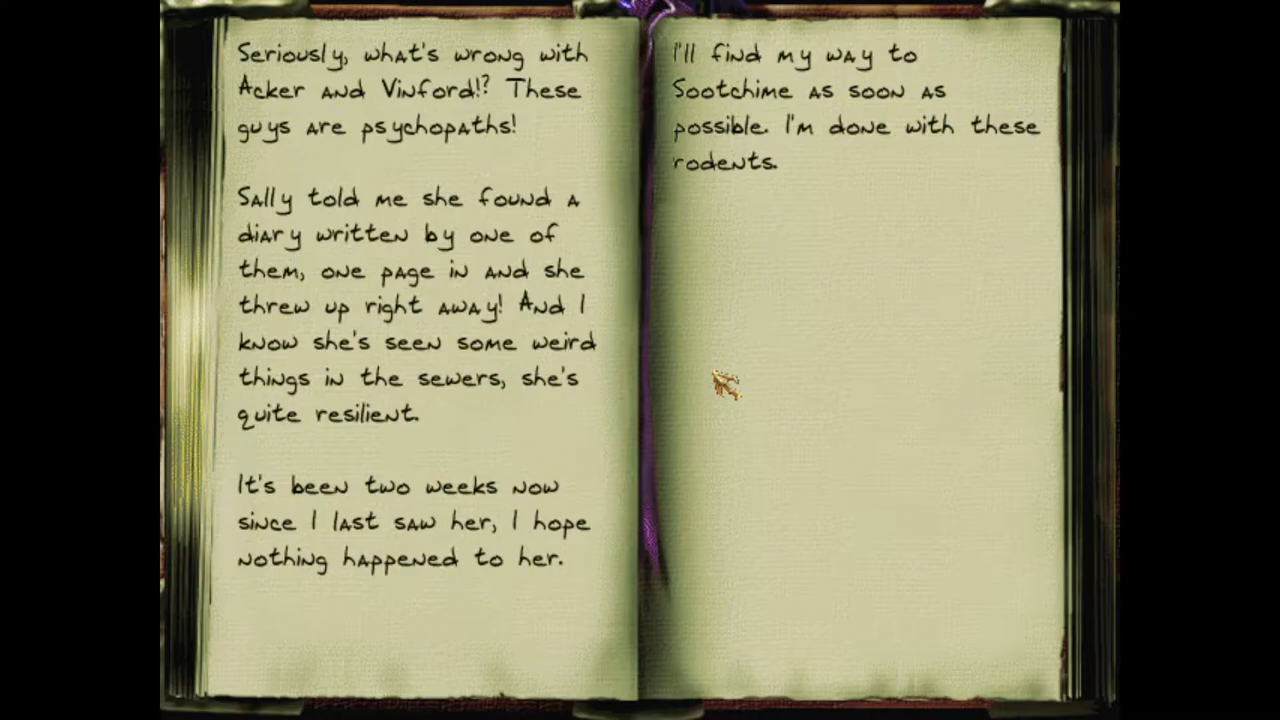 Seriously, what's wrong with
Acker and Vinford!? These
guys are psychopaths!
Sally told me she found a
diary written by one of
them, one page in and she
threw up right away! And I
know she's seen some weird
things in the sewers, she's
quite resilient.
It's been two weeks now
since I last saw her, I hope
nothing happened to her.
I'll find my way to
Sootchime as soon as
possible. I'm done with these
rodents.